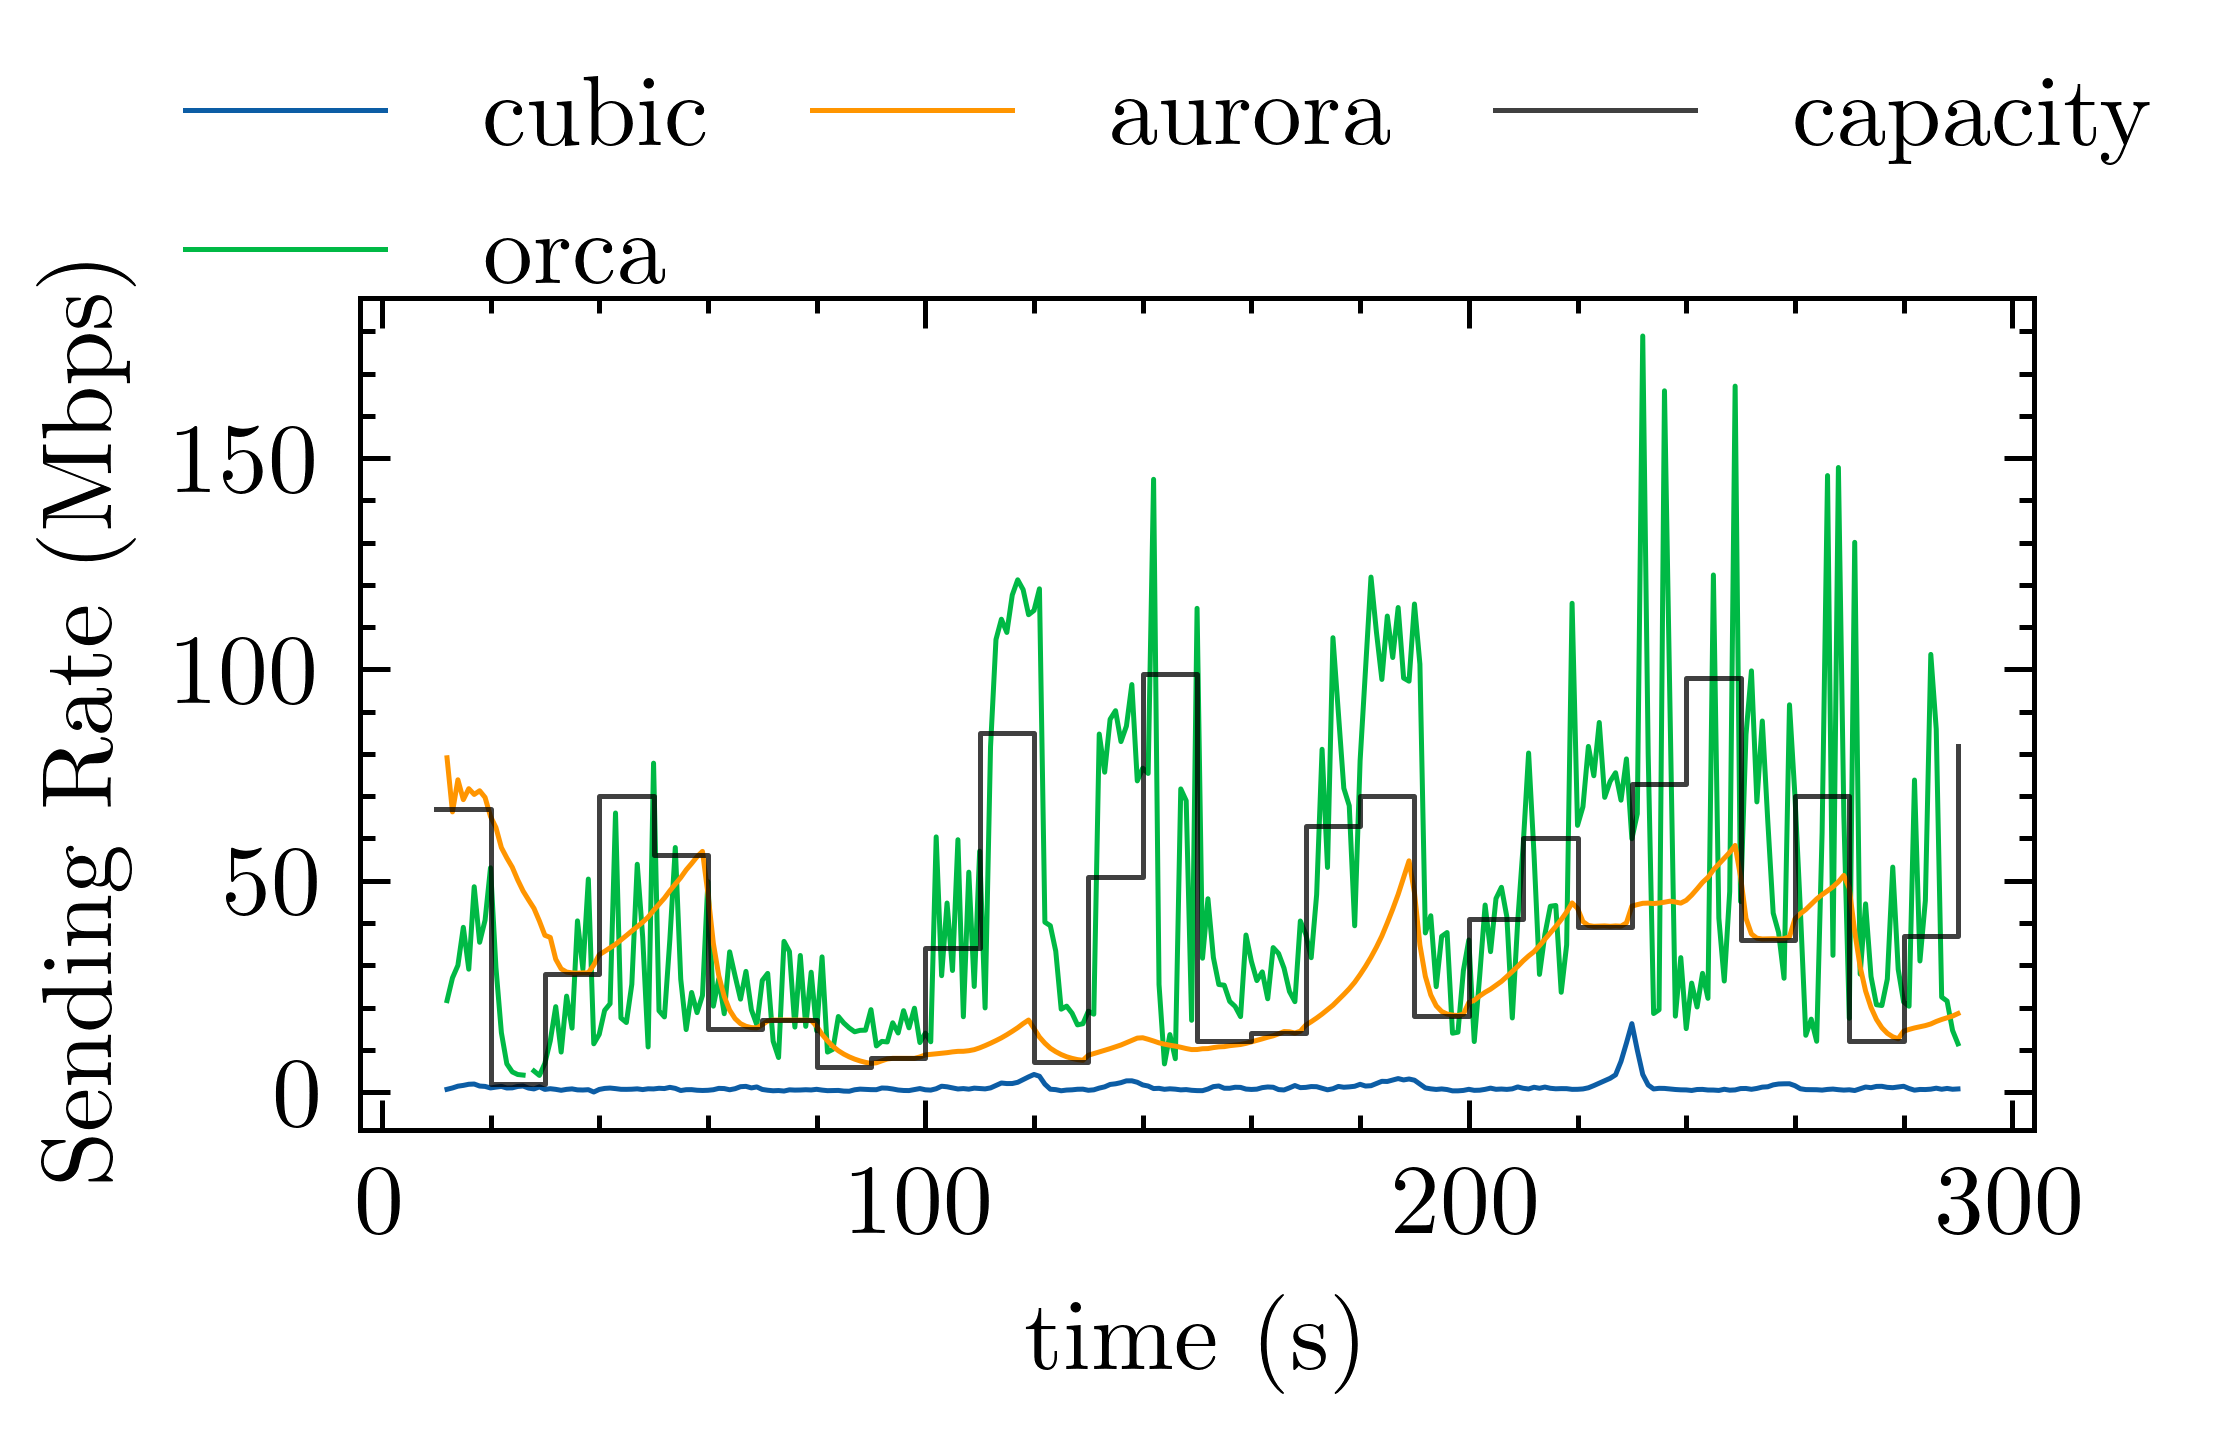 cubic aurora capacity
orca
Sending Rate (Mbps)
150
100
50
0
0 100 200 300
time (s)